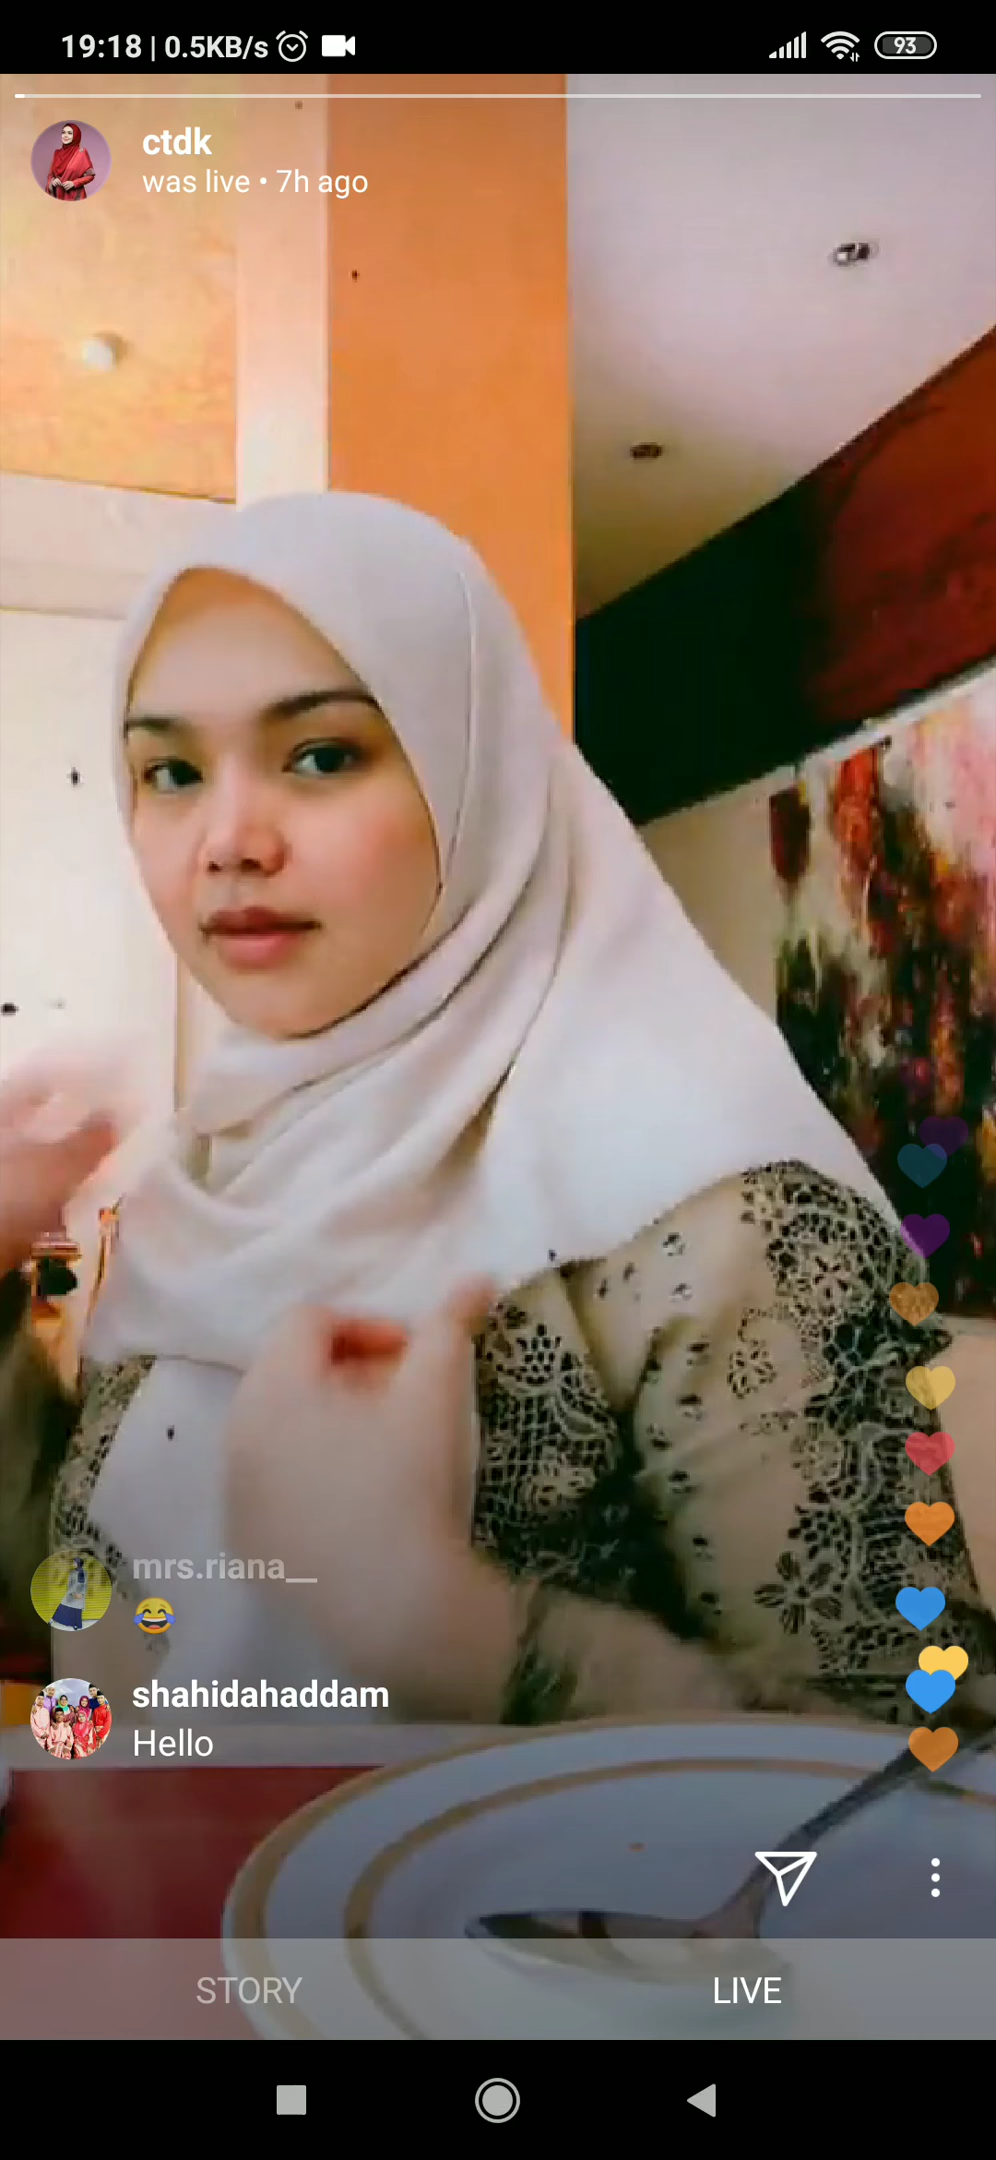 19:18 | 0.5KB/s
93
ctdk
was live • 7h ago
mrs.riana__
😂
shahidahaddam
Hello
STORY
LIVE